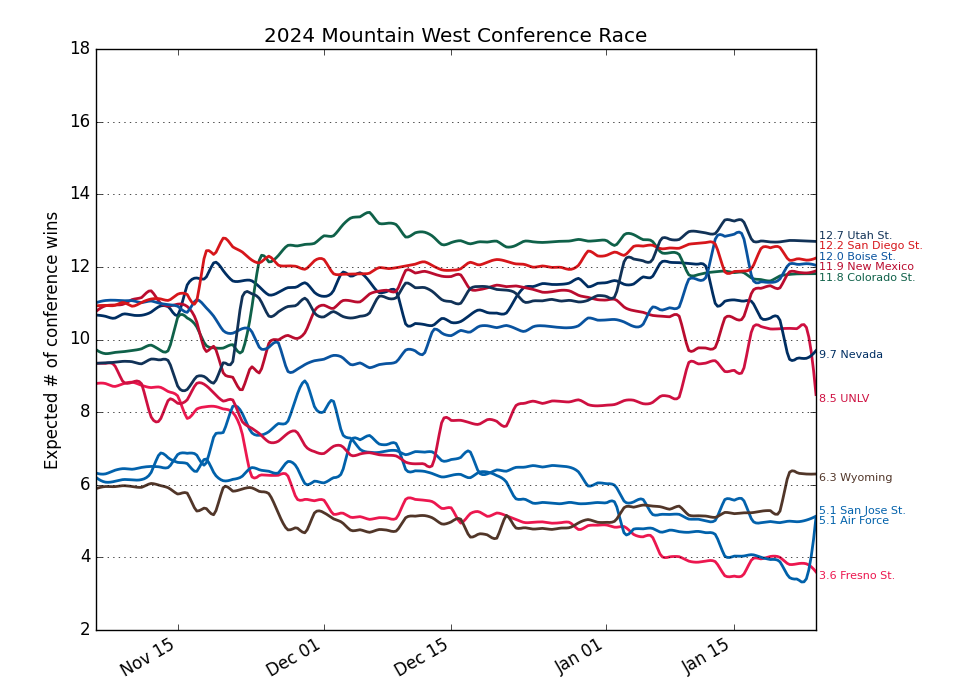 2024 Mountain West Conference Race
Expected # of conference wins
18
16
14
12
10
8
6
4
2
12.7 Utah St.
12.2 San Diego St.
12.0 Boise St.
11.9 New Mexico
11.8 Colorado St.
9.7 Nevada
8.5 UNLV
6.3 Wyoming
5.1 San Jose St.
5.1 Air Force
3.6 Fresno St.
Nov 15
Dec 01
Dec 15
Jan 01
Jan 15